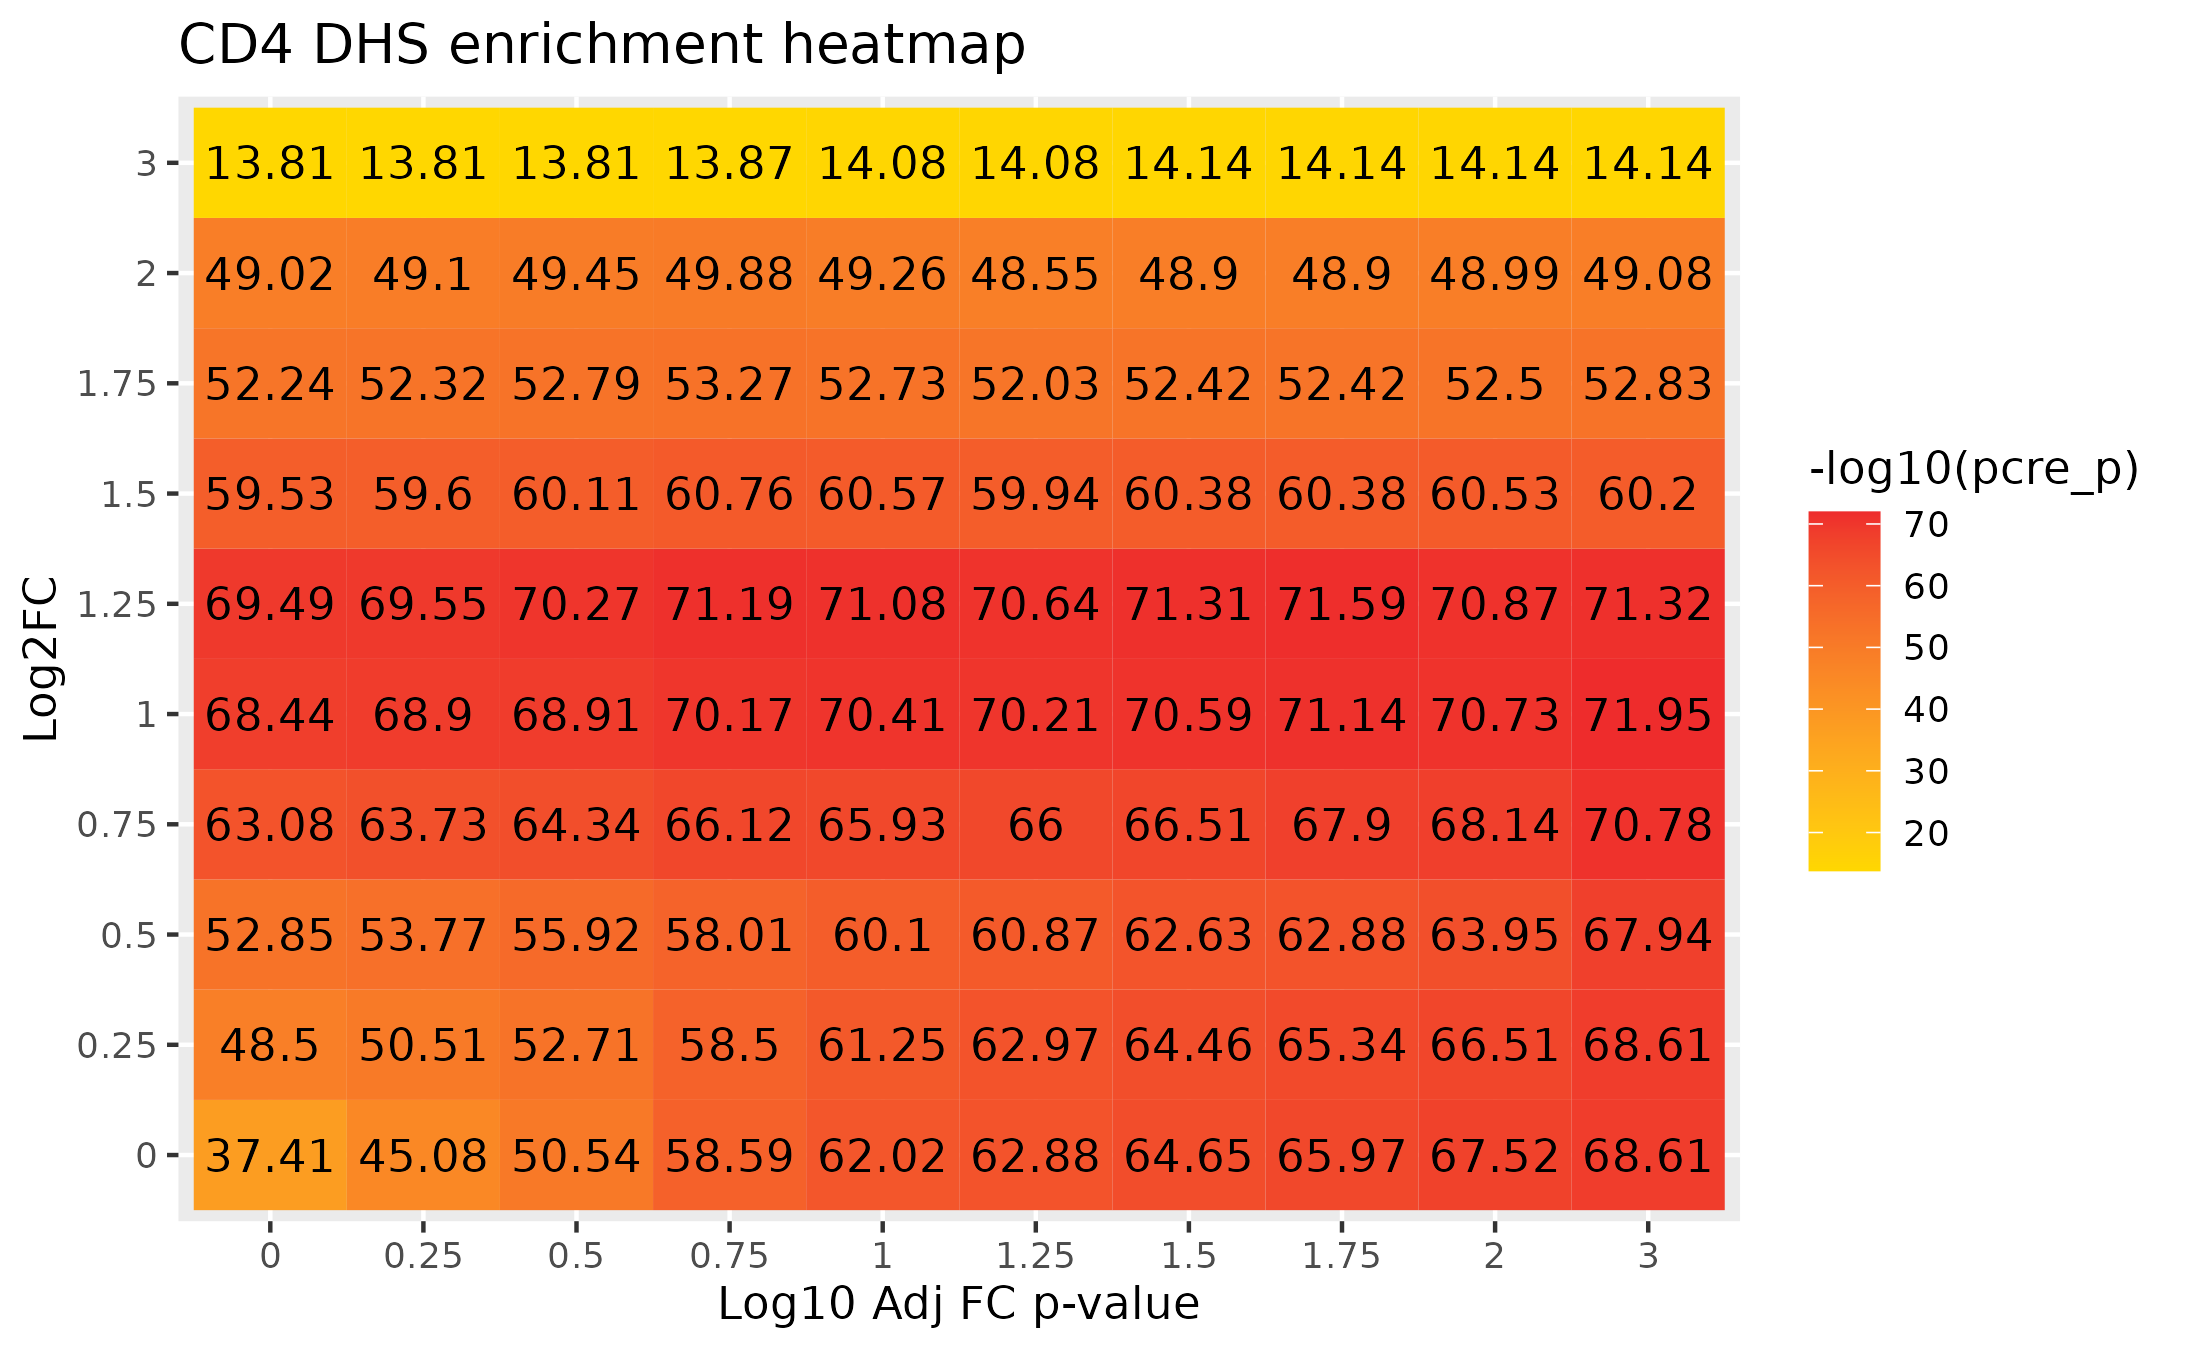 CD4 DHS enrichment heatmap
3 13.81 13.81 13.81 13.87 14.08 14.08 14.14 14.14 14.14 14.14
2 49.02 49.1 49.45 49.88 49.26 48.55 48.9 48.9 48.99 49.08
1.75 52.24 52.32 52.79 53.27 52.73 52.03 52.42 52.42 52.5 52.83
1.5 59.53 59.6 60.11 60.76 60.57 59.94 60.38 60.38 60.53 60.2
1.25 69.49 69.55 70.27 71.19 71.08 70.64 71.31 71.59 70.87 71.32
1 68.44 68.9 68.91 70.17 70.41 70.21 70.59 71.14 70.73 71.95
0.75 63.08 63.73 64.34 66.12 65.93 66 66.51 67.9 68.14 70.78
0.5 52.85 53.77 55.92 58.01 60.1 60.87 62.63 62.88 63.95 67.94
0.25 48.5 50.51 52.71 58.5 61.25 62.97 64.46 65.34 66.51 68.61
0 37.41 45.08 50.54 58.59 62.02 62.88 64.65 65.97 67.52 68.61
0 0.25 0.5 0.75 1 1.25 1.5 1.75 2 3
Log10 Adj FC p-value
Log2FC
-log10(pcre_p)
70
60
50
40
30
20